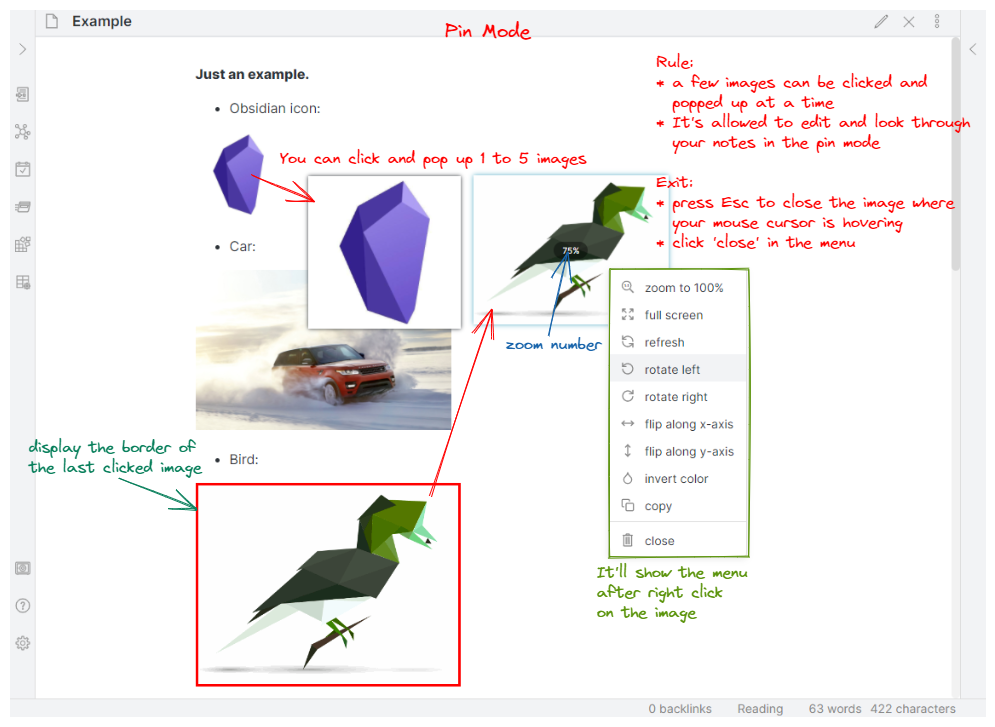 Example
Pin Mode
Just an example.
• Obsidian icon:
You can click and pop up 1 to 5 images
Rule:
* a few images can be clicked and
popped up at a time
* It's allowed to edit and look through
your notes in the pin mode
Exit:
* press Esc to close the image where
your mouse cursor is hovering
* click 'close' in the menu
• Car:
75%
zoom number
zoom to 100%
full screen
refresh
rotate left
rotate right
flip along x-axis
flip along y-axis
invert color
copy
close
It'll show the menu
after right click
on the image
display the border of
the last clicked image
• Bird:
0 backlinks Reading 63 words 422 characters